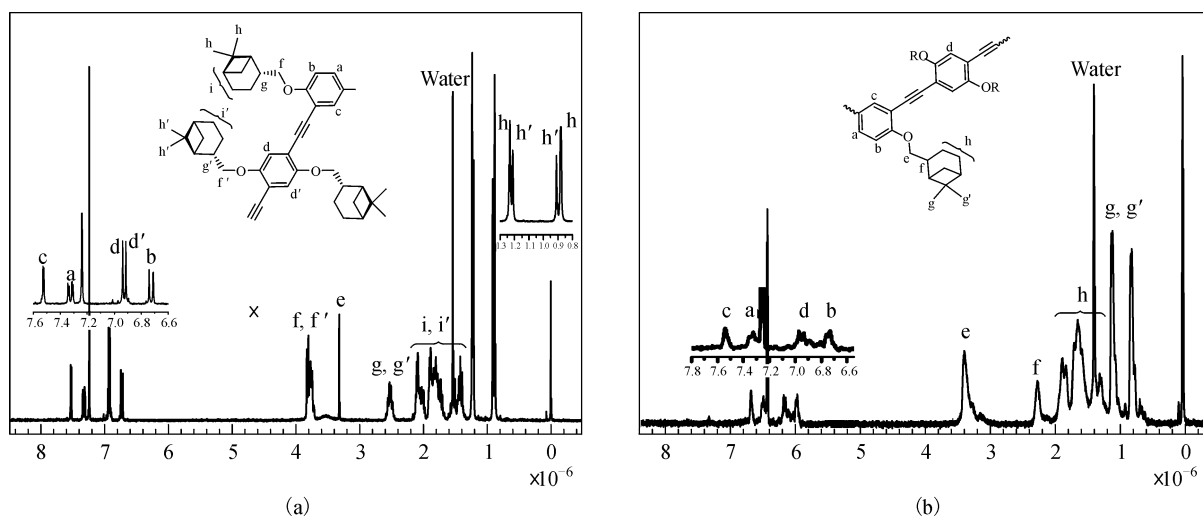 h
h
h
i
g
f
O
b
a
c
i′
h′
h′
g′
f ′
O
d
O
d′
Water
h
h′
h′
h
1.3 1.2 1.1 1.0 0.9 0.8
c
a
d
d′
b
7.6 7.4 7.2 7.0 6.8 6.6
x
f, f ′
e
g, g′
i, i′
8 7 6 5 4 3 2 1 0
×10⁻⁶
(a)
RO
d
OR
c
a
b
O
e
f
h
g
g′
Water
g, g′
h
c
a
d
b
7.8 7.6 7.4 7.2 7.0 6.8 6.6
e
f
8 7 6 5 4 3 2 1 0
×10⁻⁶
(b)